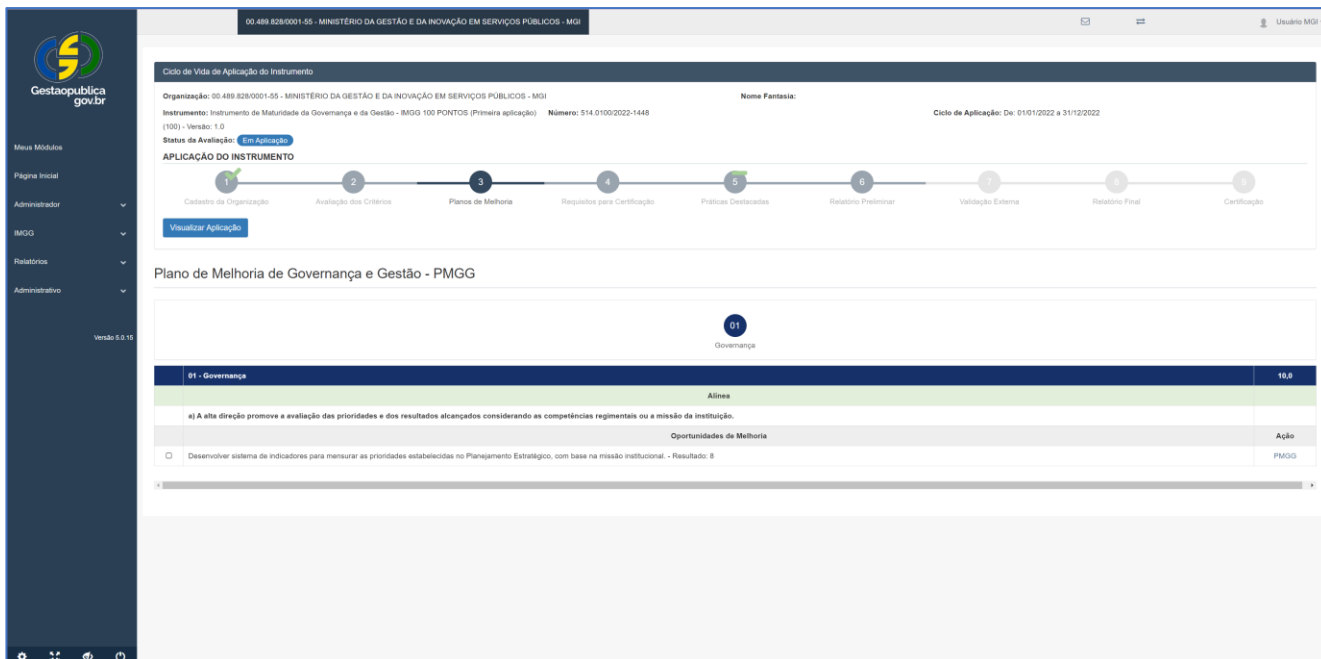 00.489.828/0001-55 - MINISTÉRIO DA GESTÃO E DA INOVAÇÃO EM SERVIÇOS PÚBLICOS - MGI
Usuário MGI
Gestaopublica
gov.br
Meus Módulos
Página Inicial
Administrador
IMGG
Relatórios
Administrativo
Versão 5.0.15
Ciclo de Vida de Aplicação do Instrumento
Organização: 00.489.828/0001-55 - MINISTÉRIO DA GESTÃO E DA INOVAÇÃO EM SERVIÇOS PÚBLICOS - MGI Nome Fantasia:
Instrumento: Instrumento de Maturidade da Governança e da Gestão - IMGG 100 PONTOS (Primeira aplicação) Número: 514.0100/2022-1448 Ciclo de Aplicação: De: 01/01/2022 a 31/12/2022
(100) - Versão: 1.0
Status da Avaliação: Em Aplicação
APLICAÇÃO DO INSTRUMENTO
1 2 3 4 5 6 7 8 9
Cadastro da Organização Avaliação dos Critérios Planos de Melhoria Requisitos para Certificação Práticas Destacadas Relatório Preliminar Validação Externa Relatório Final Certificação
Visualizar Aplicação
Plano de Melhoria de Governança e Gestão - PMGG
01
Governança
01 - Governança 10,0
Alínea
a) A alta direção promove a avaliação das prioridades e dos resultados alcançados considerando as competências regimentais ou a missão da instituição.
Oportunidades de Melhoria Ação
Desenvolver sistema de indicadores para mensurar as prioridades estabelecidas no Planejamento Estratégico, com base na missão institucional. - Resultado: 8 PMGG